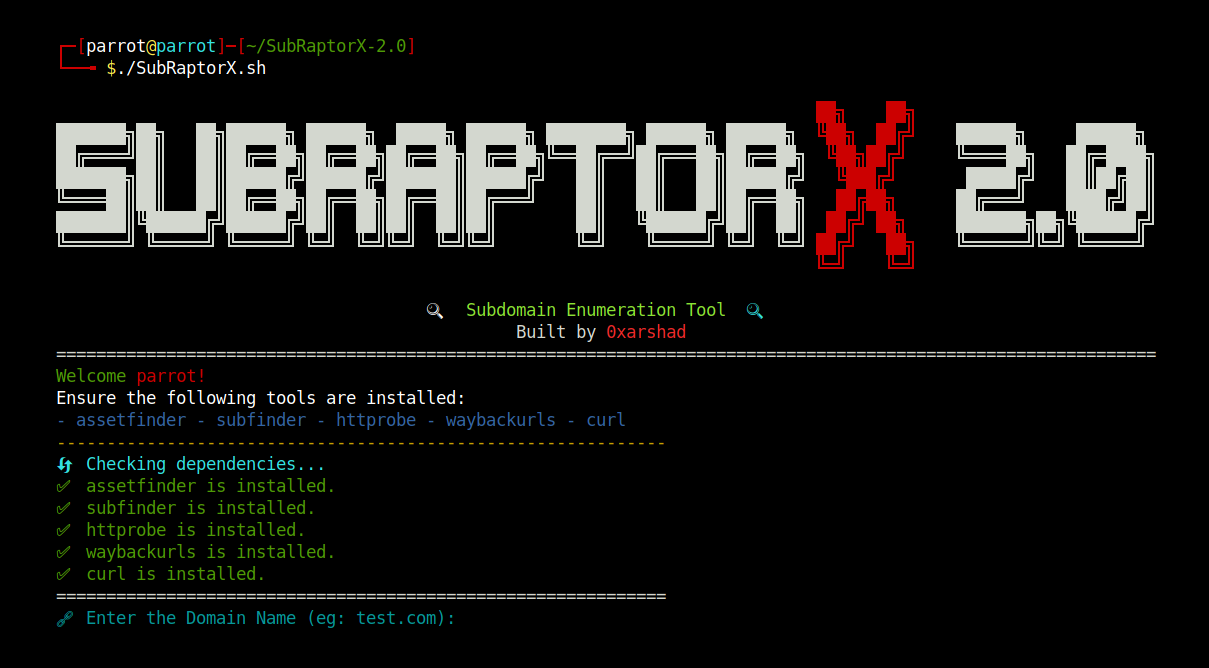 [parrot@parrot]─[~/SubRaptorX-2.0]
$./SubRaptorX.sh
SUBRAPTORX 2.0
Subdomain Enumeration Tool
Built by 0xarshad
==============================================================================================================
Welcome parrot!
Ensure the following tools are installed:
- assetfinder - subfinder - httprobe - waybackurls - curl
-------------------------------------------------------------
Checking dependencies...
✅ assetfinder is installed.
✅ subfinder is installed.
✅ httprobe is installed.
✅ waybackurls is installed.
✅ curl is installed.
=============================================================
🔗 Enter the Domain Name (eg: test.com):